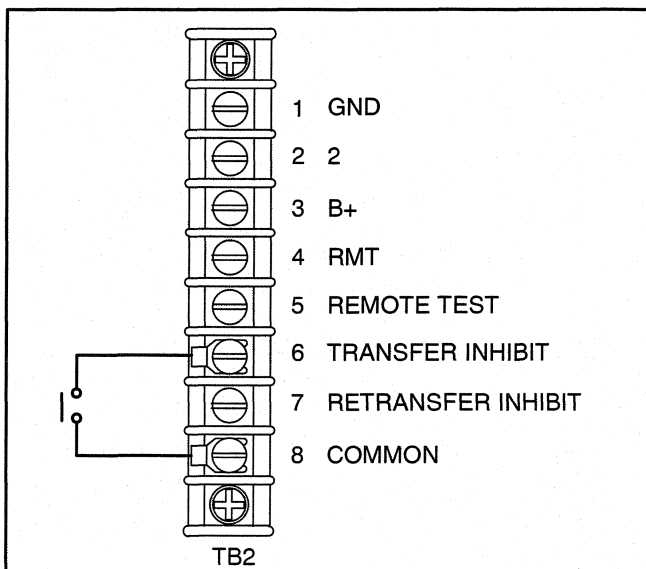 1 GND
2 2
3 B+
4 RMT
5 REMOTE TEST
6 TRANSFER INHIBIT
7 RETRANSFER INHIBIT
8 COMMON
TB2